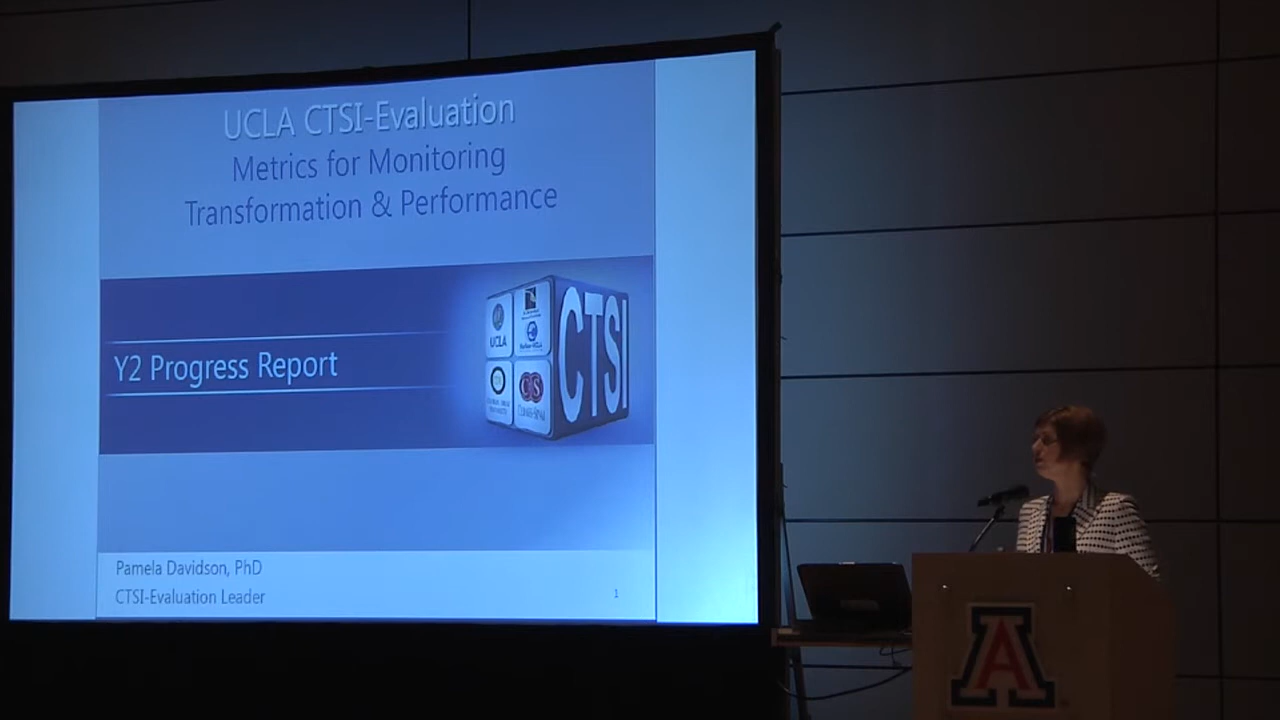 UCLA CTSI-Evaluation
Metrics for Monitoring
Transformation & Performance
Y2 Progress Report
UCLA
CTSI
CS
Pamela Davidson, PhD
CTSI-Evaluation Leader
1
A